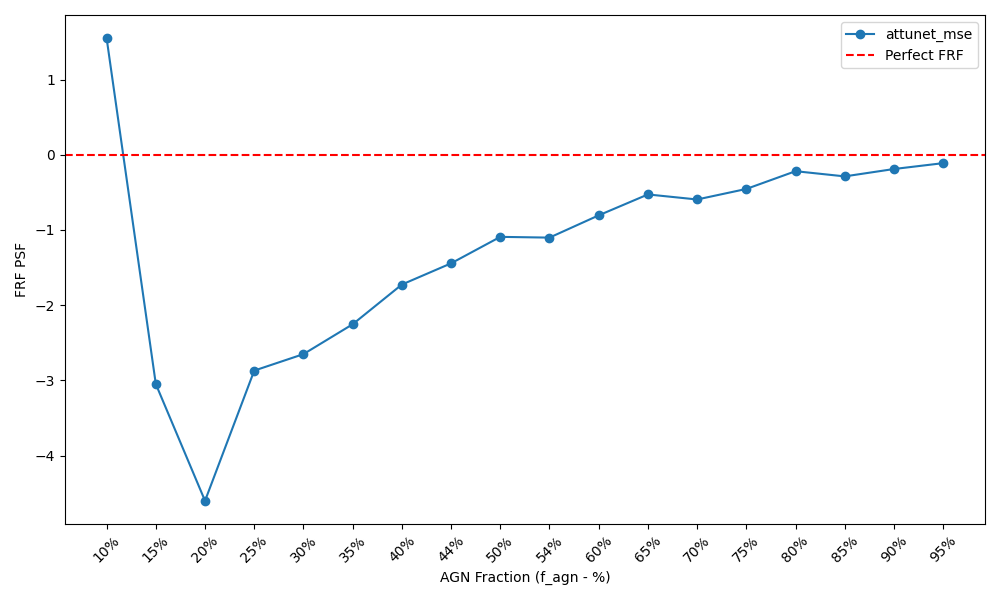 attunet_mse
Perfect FRF
FRF PSF
1
0
−1
−2
−3
−4
10% 15% 20% 25% 30% 35% 40% 44% 50% 54% 60% 65% 70% 75% 80% 85% 90% 95%
AGN Fraction (f_agn - %)